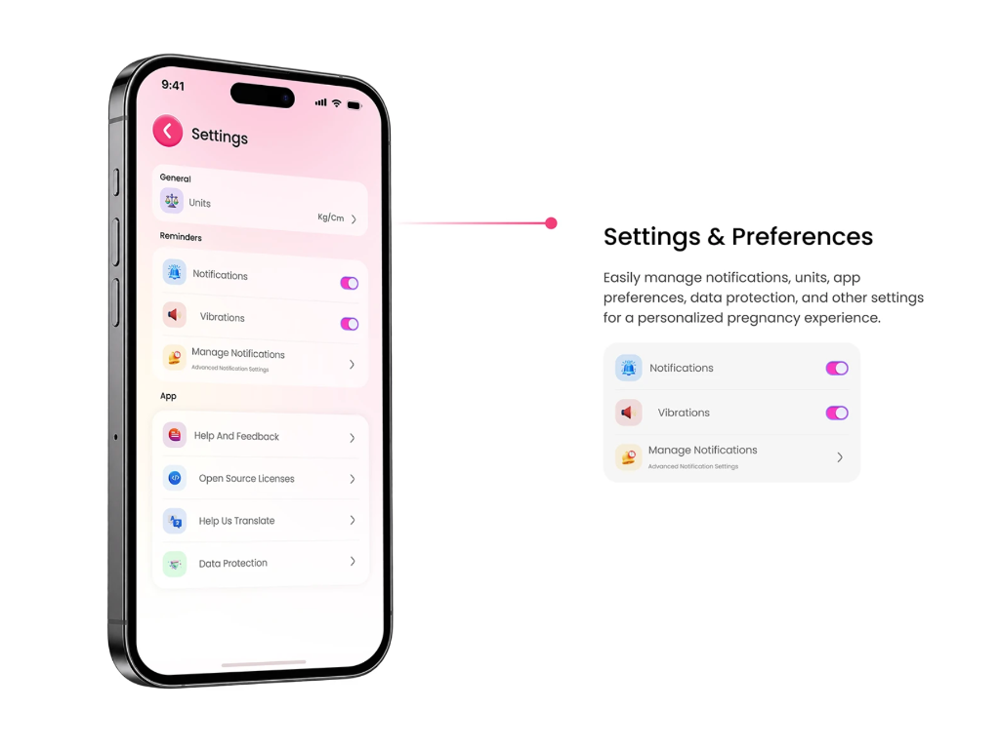 9:41
Settings
General
Units
Kg/Cm
Reminders
Notifications
Vibrations
Manage Notifications
Advanced Notification Settings
App
Help And Feedback
Open Source Licenses
Help Us Translate
Data Protection
Settings & Preferences
Easily manage notifications, units, app
preferences, data protection, and other settings
for a personalized pregnancy experience.
Notifications
Vibrations
Manage Notifications
Advanced Notification Settings